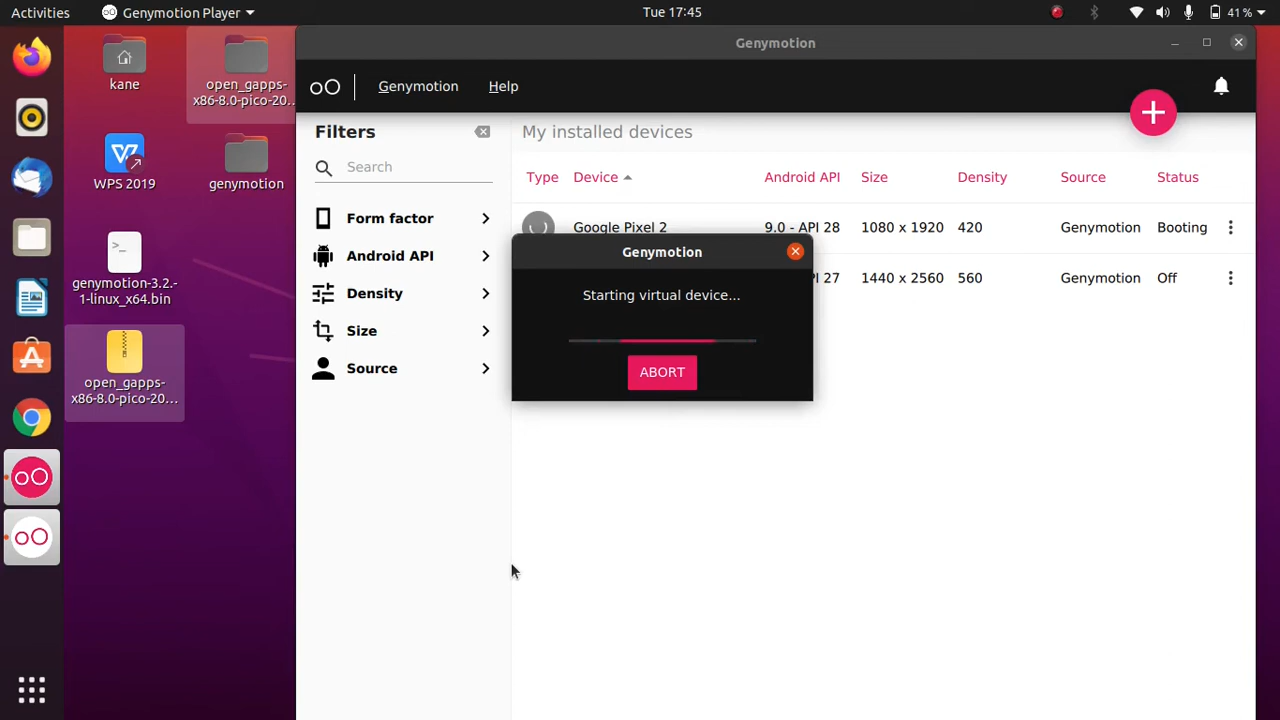 Activities
Genymotion Player
Tue 17:45
41 %
kane
open_gapps-
x86-8.0-pico-20...
WPS 2019
genymotion
>_
genymotion-3.2.-
1-linux_x64.bin
open_gapps-
x86-8.0-pico-20...
Genymotion
Genymotion
Help
Filters
Search
Form factor
Android API
Density
Size
Source
My installed devices
Type Device Android API Size Density Source Status
Google Pixel 2 9.0 - API 28 1080 x 1920 420 Genymotion Booting
API 27 1440 x 2560 560 Genymotion Off
Genymotion
Starting virtual device...
ABORT